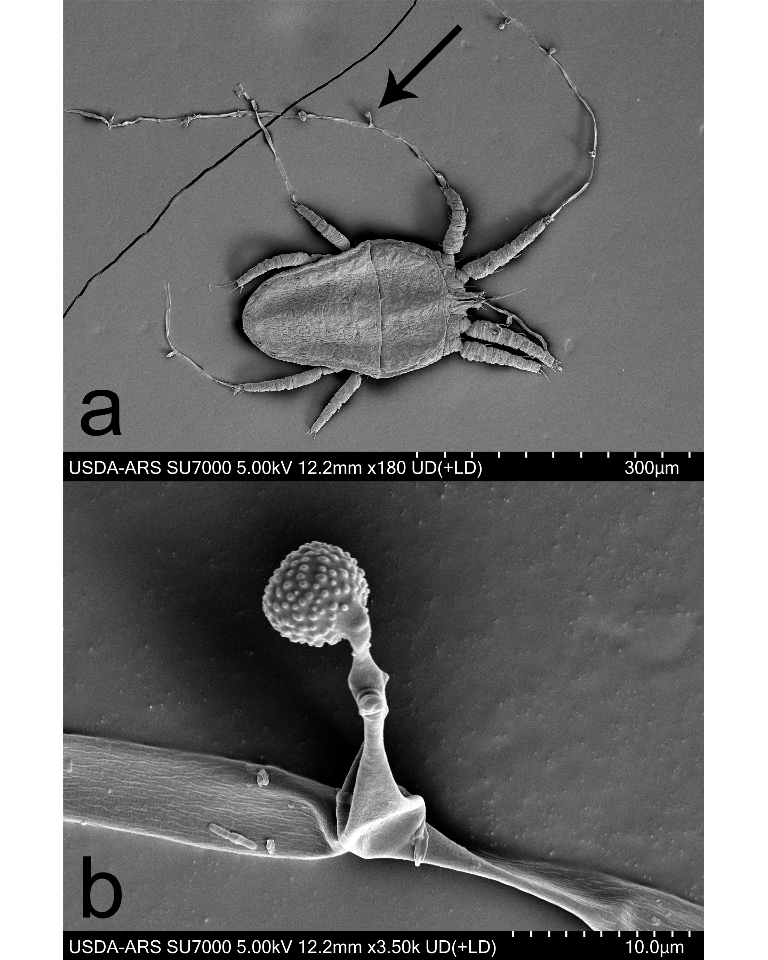 a
USDA-ARS SU7000 5.00kV 12.2mm x180 UD(+LD) 300µm
b
USDA-ARS SU7000 5.00kV 12.2mm x3.50k UD(+LD) 10.0µm